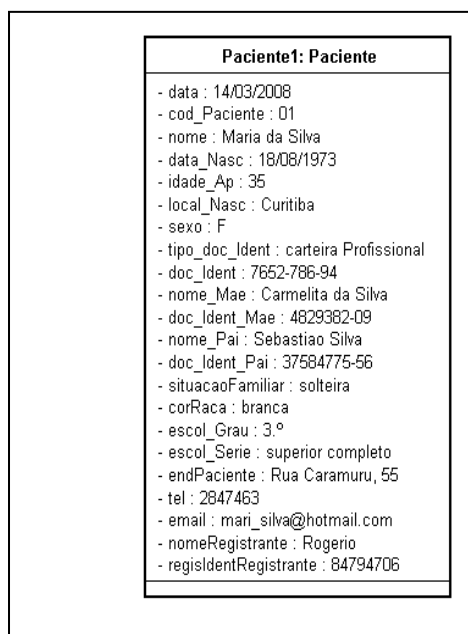 Paciente1: Paciente
- data : 14/03/2008
- cod_Paciente : 01
- nome : Maria da Silva
- data_Nasc : 18/08/1973
- idade_Ap : 35
- local_Nasc : Curitiba
- sexo : F
- tipo_doc_Ident : carteira Profissional
- doc_Ident : 7652-786-94
- nome_Mae : Carmelita da Silva
- doc_Ident_Mae : 4829382-09
- nome_Pai : Sebastiao Silva
- doc_Ident_Pai : 37584775-56
- situacaoFamiliar : solteira
- corRaca : branca
- escol_Grau : 3.º
- escol_Serie : superior completo
- endPaciente : Rua Caramuru, 55
- tel : 2847463
- email : mari_silva@hotmail.com
- nomeRegistrante : Rogerio
- regisIdentRegistrante : 84794706